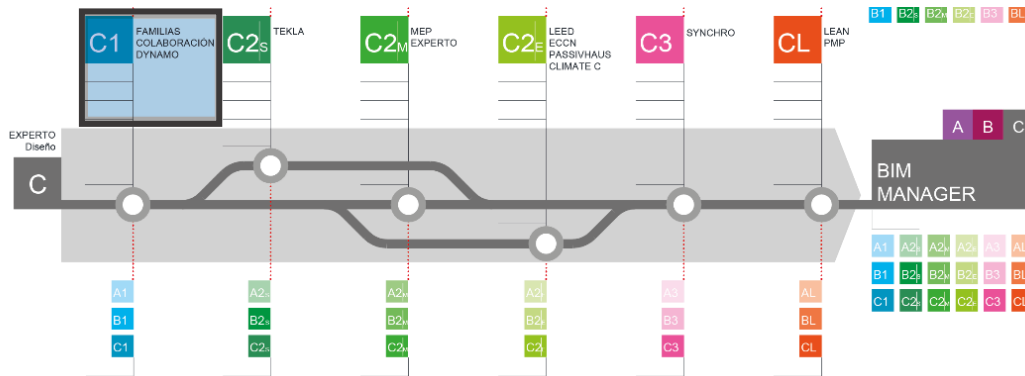 B1 B2S B2M B2E B3 BL
C1 FAMILIAS
COLABORACIÓN
DYNAMO
C2S TEKLA
C2M MEP
EXPERTO
C2E LEED
ECCN
PASSIVHAUS
CLIMATE C
C3 SYNCHRO
CL LEAN
PMP
EXPERTO
Diseño
C
A B C
BIM
MANAGER
A1 A2S A2M A2E A3 AL
B1 B2S B2M B2E B3 BL
C1 C2S C2M C2E C3 CL
A1 A2S A2M A2E A3 AL
B1 B2S B2M B2E B3 BL
C1 C2S C2M C2E C3 CL